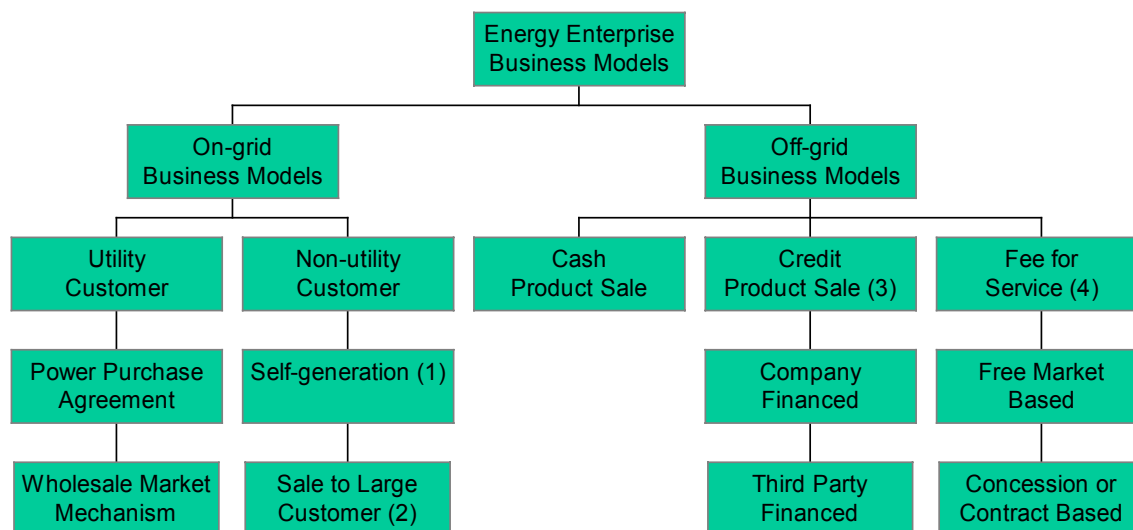 Energy Enterprise
Business Models
On-grid
Business Models
Off-grid
Business Models
Utility
Customer
Non-utility
Customer
Cash
Product Sale
Credit
Product Sale (3)
Fee for
Service (4)
Power Purchase
Agreement
Self-generation (1)
Company
Financed
Free Market
Based
Wholesale Market
Mechanism
Sale to Large
Customer (2)
Third Party
Financed
Concession or
Contract Based